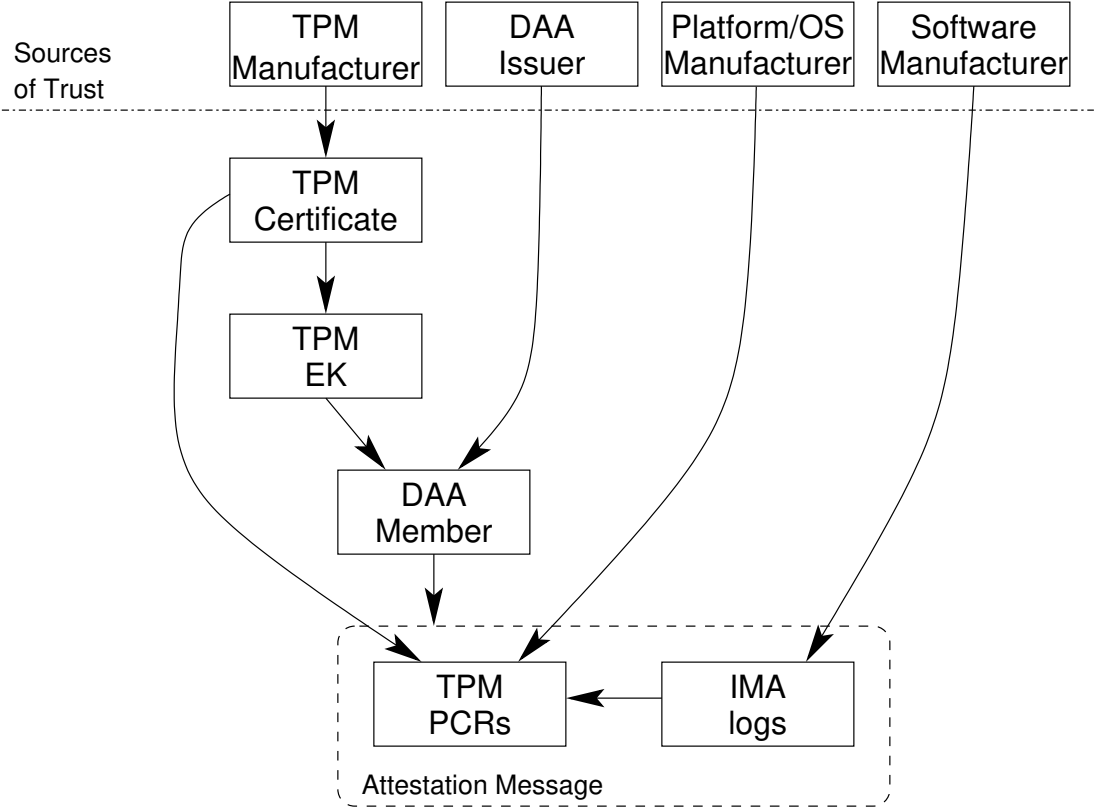 Sources
of Trust
TPM
Manufacturer
DAA
Issuer
Platform/OS
Manufacturer
Software
Manufacturer
TPM
Certificate
TPM
EK
DAA
Member
TPM
PCRs
IMA
logs
Attestation Message